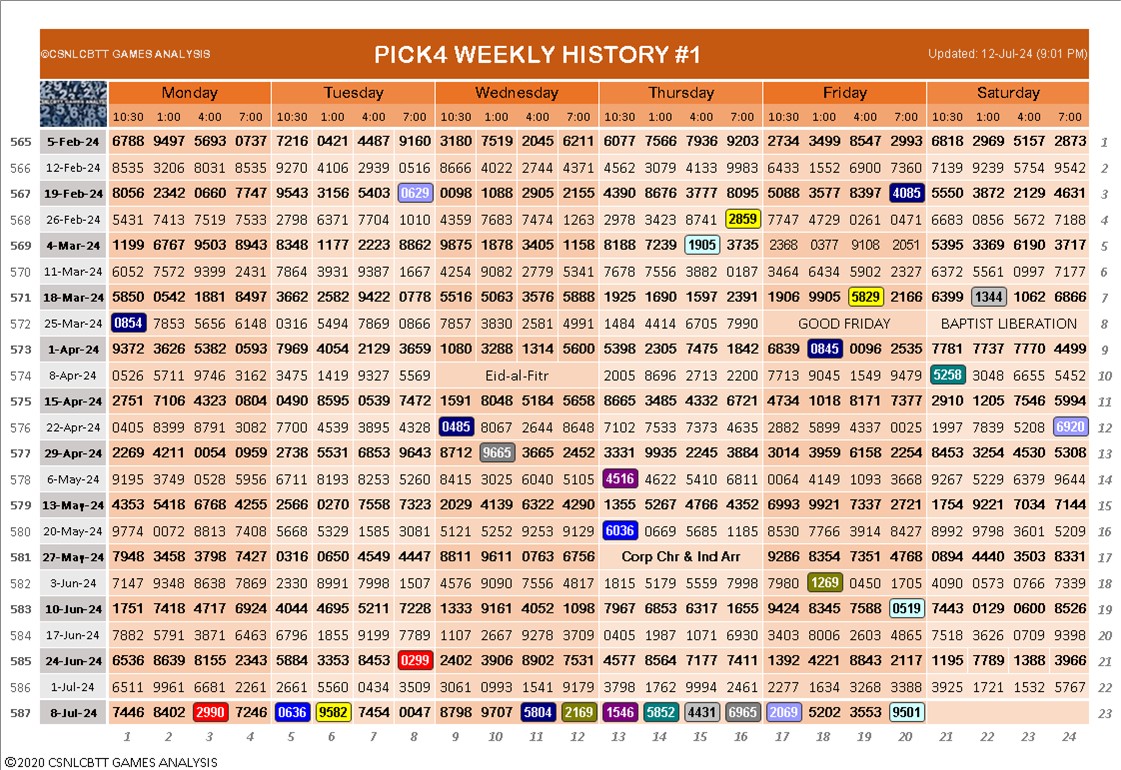 ©CSNLCBTT GAMES ANALYSIS PICK4 WEEKLY HISTORY #1 Updated: 12-Jul-24 (9:01 PM)
Monday Tuesday Wednesday Thursday Friday Saturday
10:30 1:00 4:00 7:00 10:30 1:00 4:00 7:00 10:30 1:00 4:00 7:00 10:30 1:00 4:00 7:00 10:30 1:00 4:00 7:00 10:30 1:00 4:00 7:00
565 5-Feb-24 6788 9497 5693 0737 7216 0421 4487 9160 3180 7519 2045 6211 6077 7566 7936 9203 2734 3499 8547 2993 6818 2969 5157 2873 1
566 12-Feb-24 8535 3206 8031 8535 9270 4106 2939 0516 8666 4022 2744 4371 4562 3079 4133 9983 6433 1552 6900 7360 7139 9239 5754 9542 2
567 19-Feb-24 8056 2342 0660 7747 9543 3156 5403 0629 0098 1088 2905 2155 4390 8676 3777 8095 5088 3577 8397 4085 5550 3872 2129 4631 3
568 26-Feb-24 5431 7413 7519 7533 2798 6371 7704 1010 4359 7683 7474 1263 2978 3423 8741 2859 7747 4729 0261 0471 6683 0856 5672 7188 4
569 4-Mar-24 1199 6767 9503 8943 8348 1177 2223 8862 9875 1878 3405 1158 8188 7239 1905 3735 2368 0377 9108 2051 5395 3369 6190 3717 5
570 11-Mar-24 6052 7572 9399 2431 7864 3931 9387 1667 4254 9082 2779 5341 7678 7556 3882 0187 3464 6434 5902 2327 6372 5561 0997 7177 6
571 18-Mar-24 5850 0542 1881 8497 3662 2582 9422 0778 5516 5063 3576 5888 1925 1690 1597 2391 1906 9905 5829 2166 6399 1344 1062 6866 7
572 25-Mar-24 0854 7853 5656 6148 0316 5494 7869 0866 7857 3830 2581 4991 1484 4414 6705 7990 GOOD FRIDAY BAPTIST LIBERATION 8
573 1-Apr-24 9372 3626 5382 0593 7969 4054 2129 3659 1080 3288 1314 5600 5398 2305 7475 1842 6839 0845 0096 2535 7781 7737 7770 4499 9
574 8-Apr-24 0526 5711 9746 3162 3475 1419 9327 5569 Eid-al-Fitr 2005 8696 2713 2200 7713 9045 1549 9479 5258 3048 6655 5452 10
575 15-Apr-24 2751 7106 4323 0804 0490 8595 0539 7472 1591 8048 5184 5658 8665 3485 4332 6721 4734 1018 8171 7377 2910 1205 7546 5994 11
576 22-Apr-24 0405 8399 8791 3082 7700 4539 3895 4328 0485 8067 2644 8648 7102 7533 7373 4635 2882 5899 4337 0025 1997 7839 5208 6920 12
577 29-Apr-24 2269 4211 0054 0959 2738 5531 6853 9643 8712 9665 3665 2452 3331 9935 2245 3884 3014 3959 6158 2254 8453 3254 4530 5308 13
578 6-May-24 9195 3749 0528 5956 6711 8193 8253 5260 8415 3025 6040 5105 4516 4622 5410 6811 0064 4149 1093 3668 9267 5229 6379 9644 14
579 13-May-24 4353 5418 6768 4255 2566 0270 7558 7323 2029 4139 6322 4290 1355 5267 4766 4352 6993 9921 7337 2721 1754 9221 7034 7144 15
580 20-May-24 9774 0072 8813 7408 5668 5329 1585 3081 5121 5252 9253 9129 6036 0669 5685 1185 8530 7766 3914 8427 8992 9798 3601 5209 16
581 27-May-24 7948 3458 3798 7427 0316 0650 4549 4447 8811 9611 0763 6756 Corp Chr & Ind Arr 9286 8354 7351 4768 0894 4440 3503 8331 17
582 3-Jun-24 7147 9348 8638 7869 2330 8991 7998 1507 4576 9090 7556 4817 1815 5179 5559 7998 7980 1269 0450 1705 4090 0573 0766 7339 18
583 10-Jun-24 1751 7418 4717 6924 4044 4695 5211 7228 1333 9161 4052 1098 7967 6853 6317 1655 9424 8345 7588 0519 7443 0129 0600 8526 19
584 17-Jun-24 7882 5791 3871 6463 6796 1855 9199 7789 1107 2667 9278 3709 0405 1987 1071 6930 3403 8006 2603 4865 7518 3626 0709 9398 20
585 24-Jun-24 6536 8639 8155 2343 5884 3353 8453 0299 2402 3906 8902 7531 4577 8564 7177 7411 1392 4221 8843 2117 1195 7789 1388 3966 21
586 1-Jul-24 6511 9961 6681 2261 2661 5560 0434 3509 3061 0993 1541 9179 3798 1762 9994 2461 2277 1634 3268 3388 3925 1721 1532 5767 22
587 8-Jul-24 7446 8402 2990 7246 0636 9582 7454 0047 8798 9707 5804 2169 1546 5852 4431 6965 2069 5202 3553 9501 23
1 2 3 4 5 6 7 8 9 10 11 12 13 14 15 16 17 18 19 20 21 22 23 24
©2020 CSNLCBTT GAMES ANALYSIS